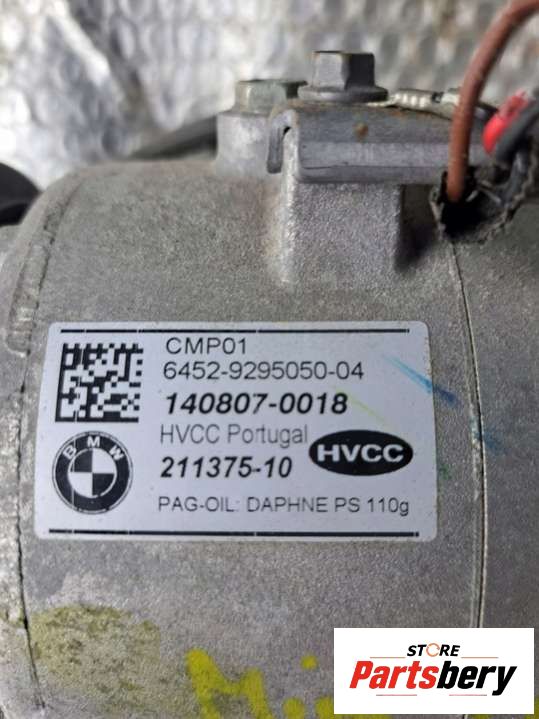 CMP01
6452-9295050-04
140807-0018
HVCC Portugal
HVCC
211375-10
BMW
PAG-OIL: DAPHNE PS 110g
STORE
Partsbery